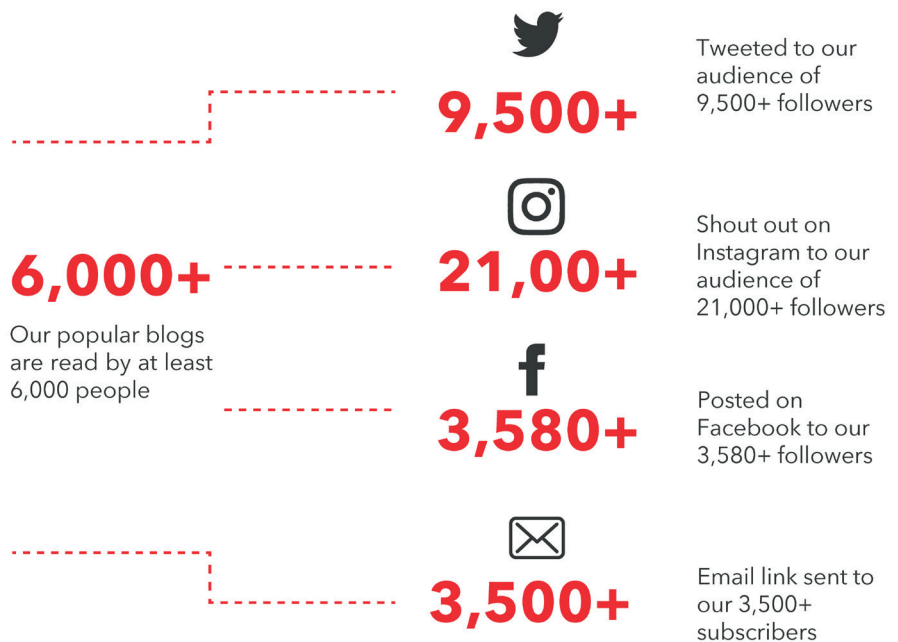 9,500+
Tweeted to our
audience of
9,500+ followers
6,000+
Our popular blogs
are read by at least
6,000 people
21,00+
Shout out on
Instagram to our
audience of
21,000+ followers
3,580+
Posted on
Facebook to our
3,580+ followers
3,500+
Email link sent to
our 3,500+
subscribers